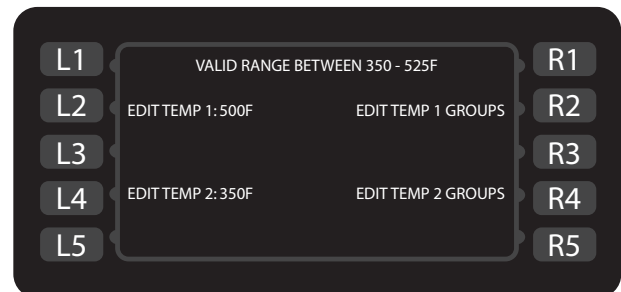 L1 VALID RANGE BETWEEN 350 - 525F R1
L2 EDIT TEMP 1: 500F EDIT TEMP 1 GROUPS R2
L3 R3
L4 EDIT TEMP 2: 350F EDIT TEMP 2 GROUPS R4
L5 R5